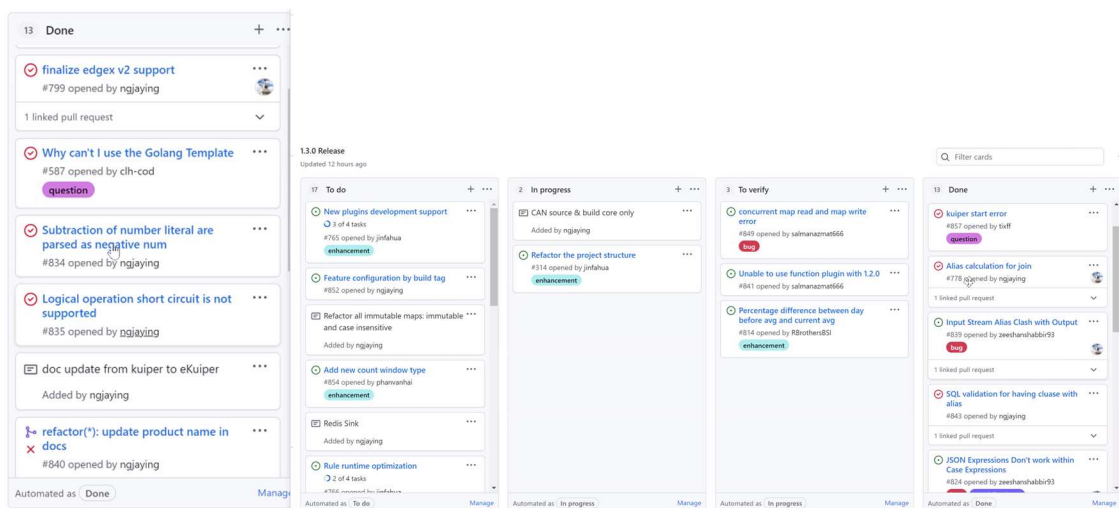 13 Done
finalize edgex v2 support
#799 opened by ngjaying
1 linked pull request
Why can't I use the Golang Template
#587 opened by clh-cod
question
Subtraction of number literal are
parsed as negative num
#834 opened by ngjaying
Logical operation short circuit is not
supported
#835 opened by ngjaying
doc update from kuiper to eKuiper
Added by ngjaying
refactor(*): update product name in
docs
#840 opened by ngjaying
Automated as Done Manage
1.3.0 Release
Updated 12 hours ago
Filter cards
17 To do
New plugins development support
3 of 4 tasks
#765 opened by jinfahua
enhancement
Feature configuration by build tag
#852 opened by ngjaying
Refactor all immutable maps: immutable
and case insensitive
Added by ngjaying
Add new count window type
#854 opened by phanvanhai
enhancement
Redis Sink
Added by ngjaying
Rule runtime optimization
2 of 4 tasks
#766 opened by jinfahua
Automated as To do Manage
2 In progress
CAN source & build core only
Added by ngjaying
Refactor the project structure
#314 opened by jinfahua
enhancement
Automated as In progress Manage
3 To verify
concurrent map read and map write
error
#849 opened by salmanazmat666
bug
Unable to use function plugin with 1.2.0
#841 opened by salmanazmat666
Percentage difference between day
before avg and current avg
#814 opened by RBrothersBSI
enhancement
Automated as In progress Manage
13 Done
kuiper start error
#857 opened by tixff
question
Alias calculation for join
#778 opened by ngjaying
1 linked pull request
Input Stream Alias Clash with Output
#839 opened by zeeshanshabbir93
bug
1 linked pull request
SQL validation for having cluase with
alias
#843 opened by ngjaying
1 linked pull request
JSON Expressions Don't work within
Case Expressions
#824 opened by zeeshanshabbir93
Automated as Done Manage